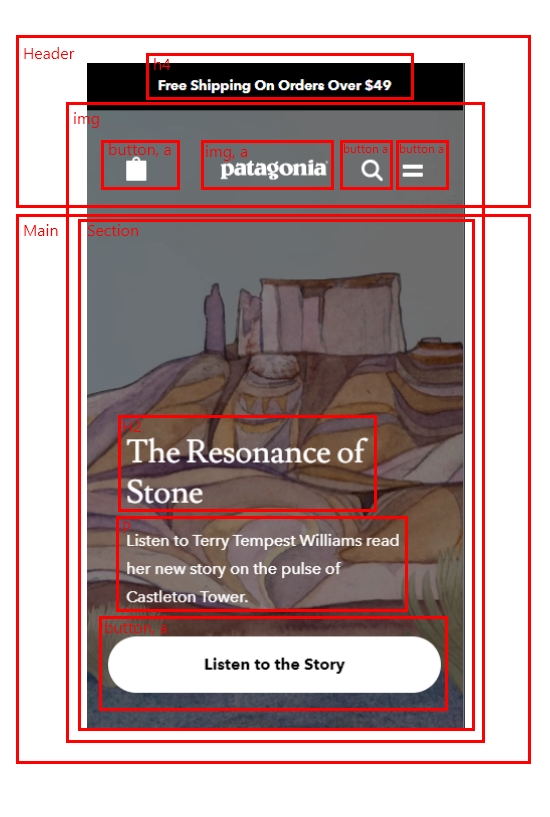 Header
h4
Free Shipping On Orders Over $49
img
button, a
img, a
button a
button a
patagonia
Main
Section
h2
The Resonance of
Stone
Listen to Terry Tempest Williams read
her new story on the pulse of
Castleton Tower.
button, a
Listen to the Story